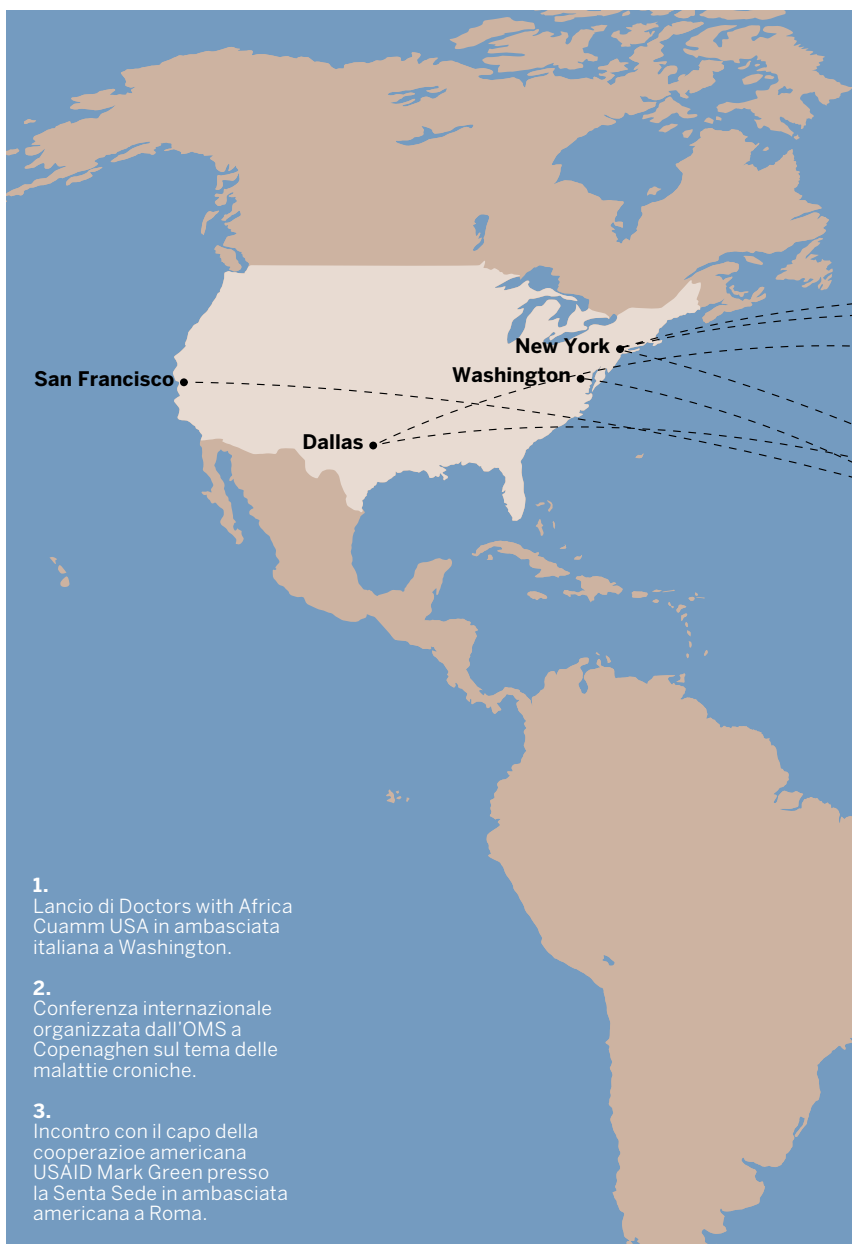 New York
Washington
San Francisco
Dallas
1.
Lancio di Doctors with Africa
Cuamm USA in ambasciata
italiana a Washington.
2.
Conferenza internazionale
organizzata dall’OMS a
Copenaghen sul tema delle
malattie croniche.
3.
Incontro con il capo della
cooperazioe americana
USAID Mark Green presso
la Senta Sede in ambasciata
americana a Roma.